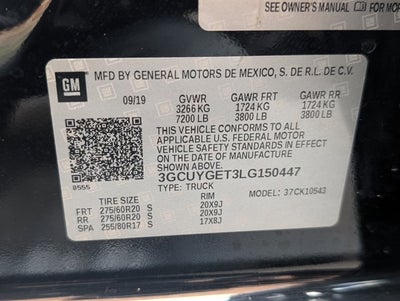 SEE OWNER'S MANUAL
GM
MFD BY GENERAL MOTORS DE MEXICO, S. DE R.L. DE C.V.
09/19 GVWR GAWR FRT GAWR RR
3266 KG 1724 KG 1724 KG
7200 LB 3800 LB 3800 LB
THIS VEHICLE CONFORMS TO ALL
APPLICABLE U.S. FEDERAL MOTOR
VEHICLE SAFETY STANDARDS IN EFFECT ON
THE DATE OF MANUFACTURE SHOWN ABOVE.
8555
3GCUYGET3LG150447
TYPE: TRUCK MODEL: 37CK10543
TIRE SIZE RIM
FRT 275/60R20 S 20X9J
RR 275/60R20 S 20X9J
SPA 255/80R17 S 17X8J